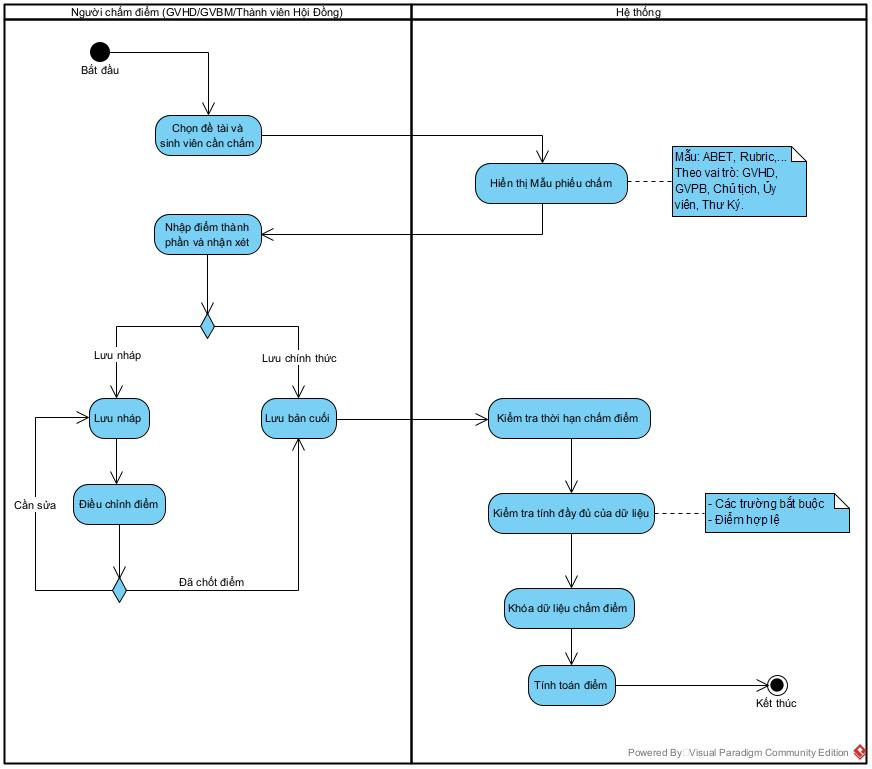 Người chấm điểm (GVHD/GVBM/Thành viên Hội Đồng)
Hệ thống
Bắt đầu
Chọn đề tài và
sinh viên cần chấm
Hiển thị Mẫu phiếu chấm
Mẫu: ABET, Rubric,...
Theo vai trò: GVHD,
GVPB, Chủ tịch, Ủy
viên, Thư Ký.
Nhập điểm thành
phần và nhận xét
Lưu nháp
Lưu chính thức
Lưu nháp
Lưu bản cuối
Kiểm tra thời hạn chấm điểm
Cần sửa
Điều chỉnh điểm
Kiểm tra tính đầy đủ của dữ liệu
- Các trường bắt buộc
- Điểm hợp lệ
Đã chốt điểm
Khóa dữ liệu chấm điểm
Tính toán điểm
Kết thúc
Powered By Visual Paradigm Community Edition